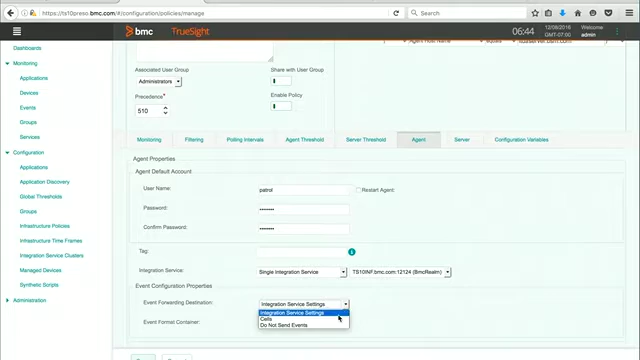 https://ts10preso.bmc.com/#/configuration/policies/manage
Search
bmc
TrueSight
06:44
12/08/2016
GMT-07:00
Welcome
admin
Dashboards
Monitoring
Applications
Devices
Events
Groups
Services
Configuration
Applications
Application Discovery
Global Thresholds
Groups
Infrastructure Policies
Infrastructure Time Frames
Integration Service Clusters
Managed Devices
Synthetic Scripts
Administration
Agent Host Name
equals
Associated User Group
Share with User Group
Administrators
Precedence*
Enable Policy
510
Monitoring
Filtering
Polling Intervals
Agent Threshold
Server Threshold
Agent
Server
Configuration Variables
Agent Properties
Agent Default Account
User Name:
patrol
Restart Agent:
Password:
••••••••
Confirm Password:
••••••••
Tag:
Integration Service:
Single Integration Service
TS10INF.bmc.com:12124 (BmcRealm)
Event Configuration Properties
Event Forwarding Destination:
Integration Service Settings
Integration Service Settings
Cells
Do Not Send Events
Event Format Container: